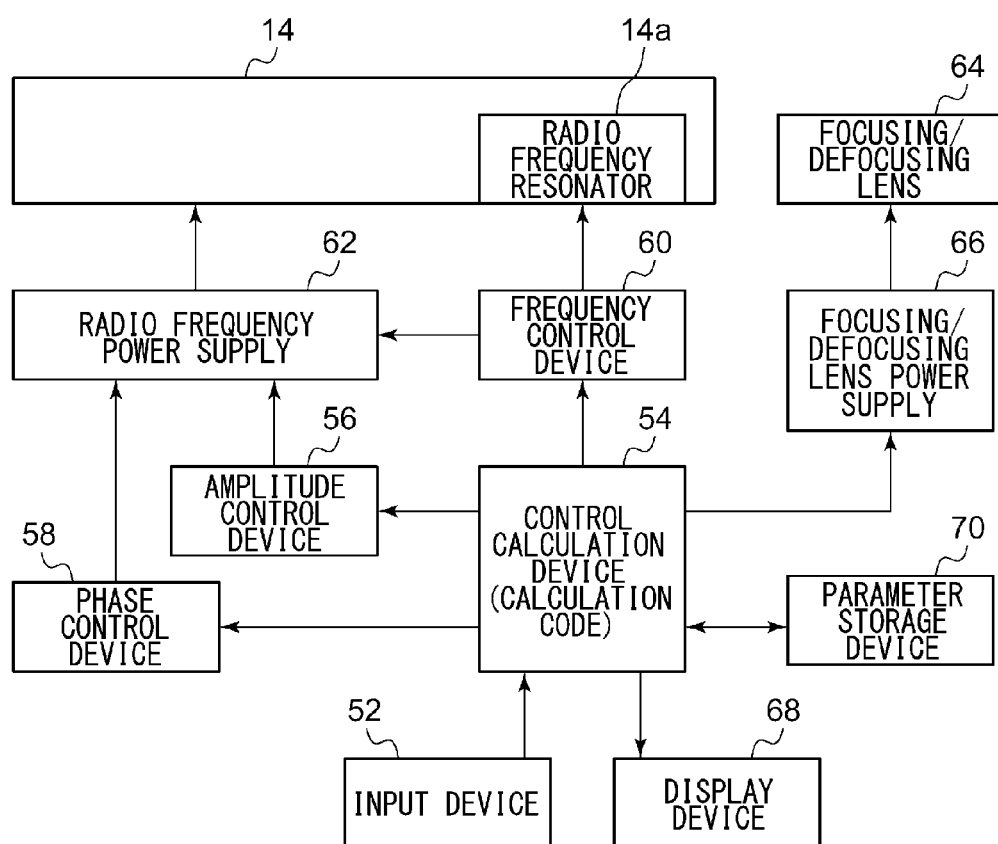 14
14a
RADIO
FREQUENCY
RESONATOR
64
FOCUSING/
DEFOCUSING
LENS
62
RADIO FREQUENCY
POWER SUPPLY
60
FREQUENCY
CONTROL
DEVICE
66
FOCUSING/
DEFOCUSING
LENS POWER
SUPPLY
56
AMPLITUDE
CONTROL
DEVICE
54
CONTROL
CALCULATION
DEVICE
(CALCULATION
CODE)
58
PHASE
CONTROL
DEVICE
70
PARAMETER
STORAGE
DEVICE
52
INPUT DEVICE
68
DISPLAY
DEVICE